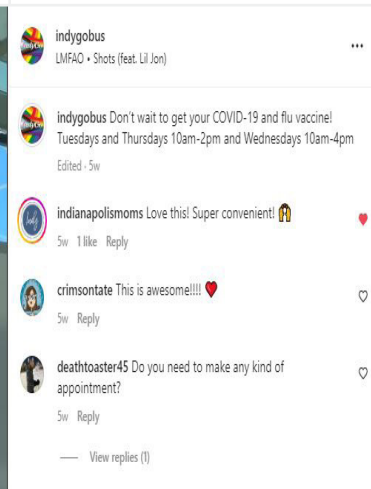 indygobus
LMFAO • Shots (feat. Lil Jon)
indygobus Don't wait to get your COVID-19 and flu vaccine!
Tuesdays and Thursdays 10am-2pm and Wednesdays 10am-4pm
Edited · 5w
indianapolismoms Love this! Super convenient! 🙌
5w 1 like Reply
crimsontate This is awesome!!!! ❤️
5w Reply
deathtoaster45 Do you need to make any kind of
appointment?
5w Reply
View replies (1)